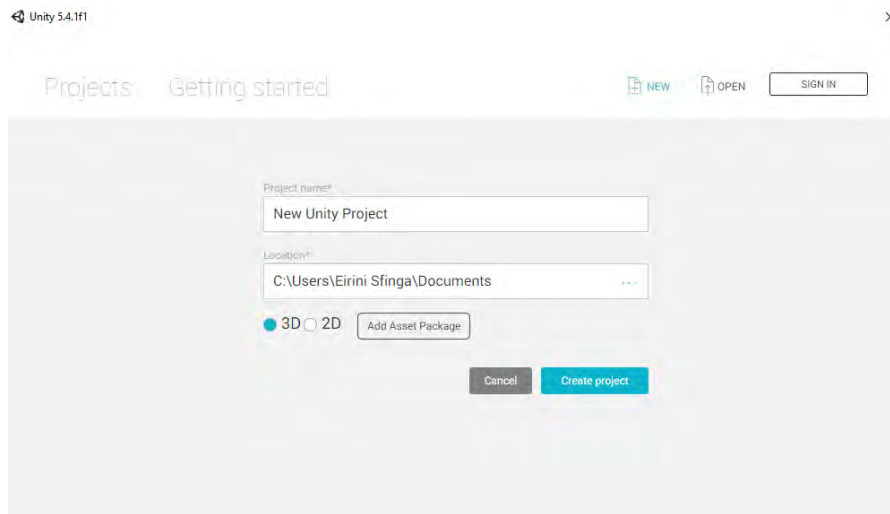 Unity 5.4.1f1
Projects Getting started NEW OPEN SIGN IN
Project name*
New Unity Project
Location*
C:\Users\Eirini Sfinga\Documents ...
3D 2D Add Asset Package
Cancel Create project